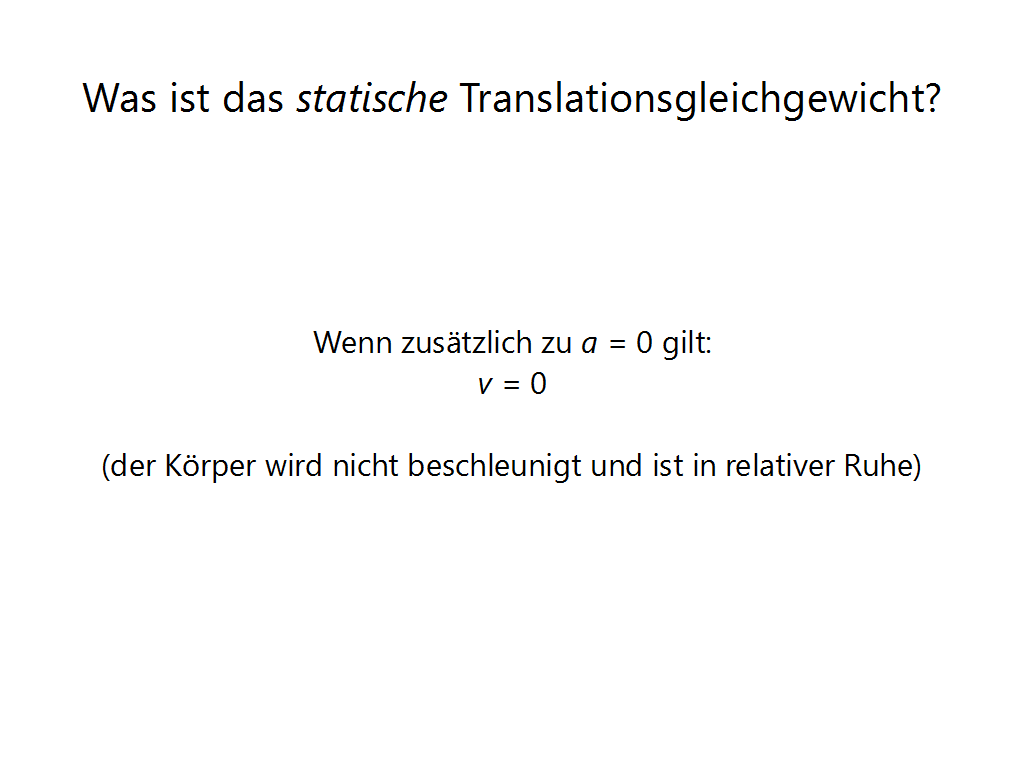 Was ist das statische Translationsgleichgewicht?
Wenn zusätzlich zu a = 0 gilt:
v = 0
(der Körper wird nicht beschleunigt und ist in relativer Ruhe)